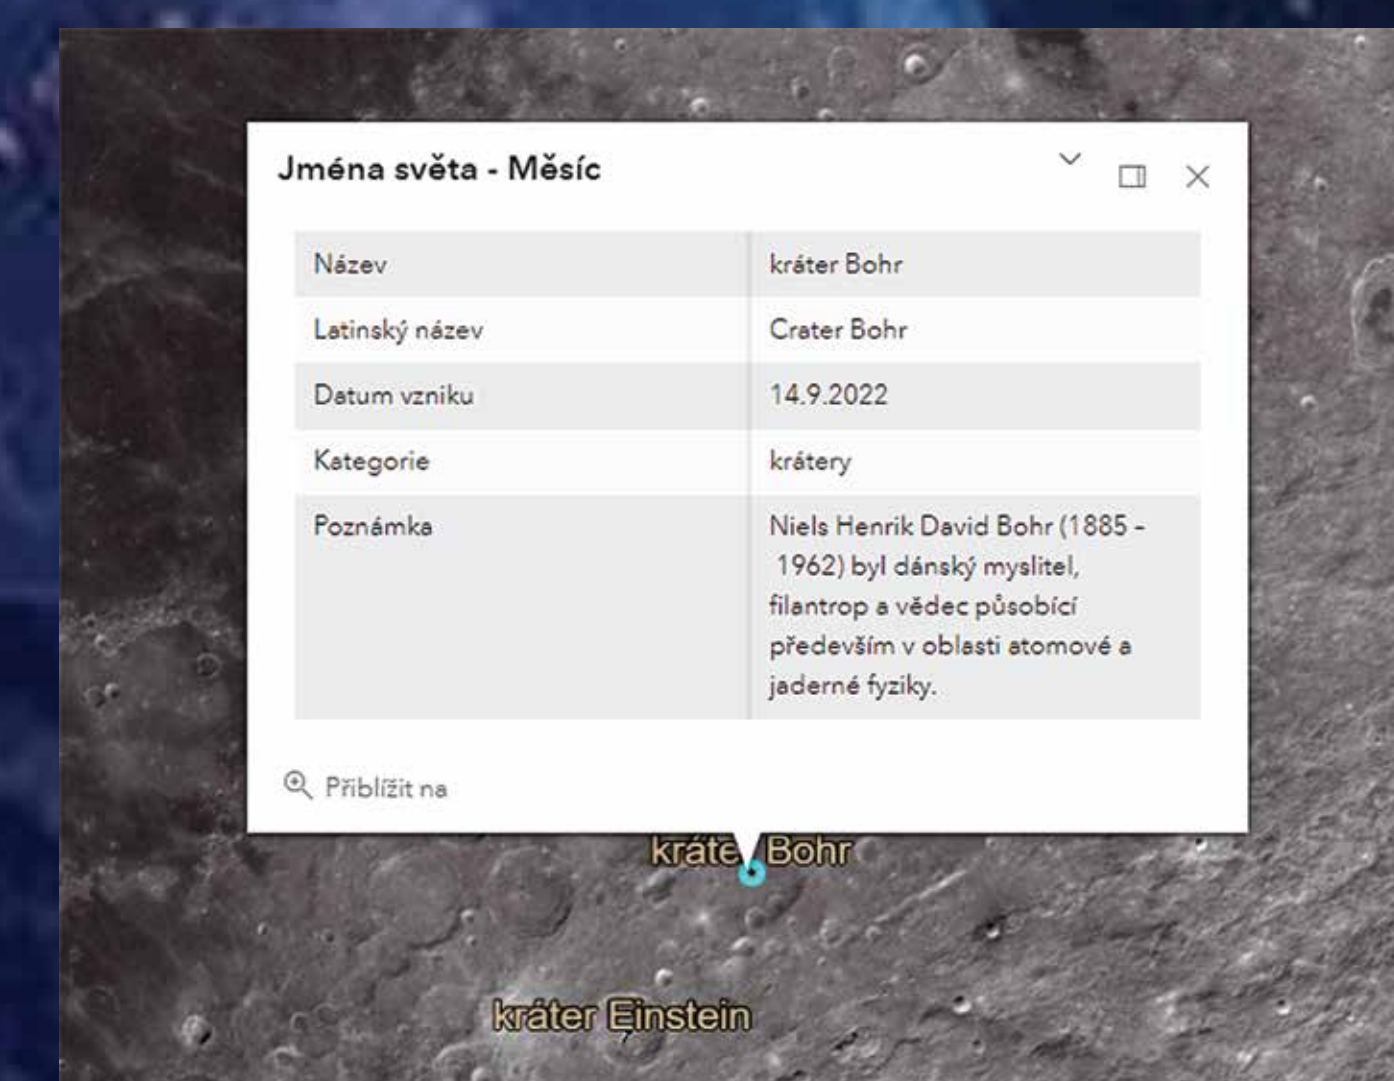 Jména světa - Měsíc
Název kráter Bohr
Latinský název Crater Bohr
Datum vzniku 14.9.2022
Kategorie krátery
Poznámka Niels Henrik David Bohr (1885 –
1962) byl dánský myslitel,
filantrop a vědec působící
především v oblasti atomové a
jaderné fyziky.
Přiblížit na
kráter Bohr
kráter Einstein